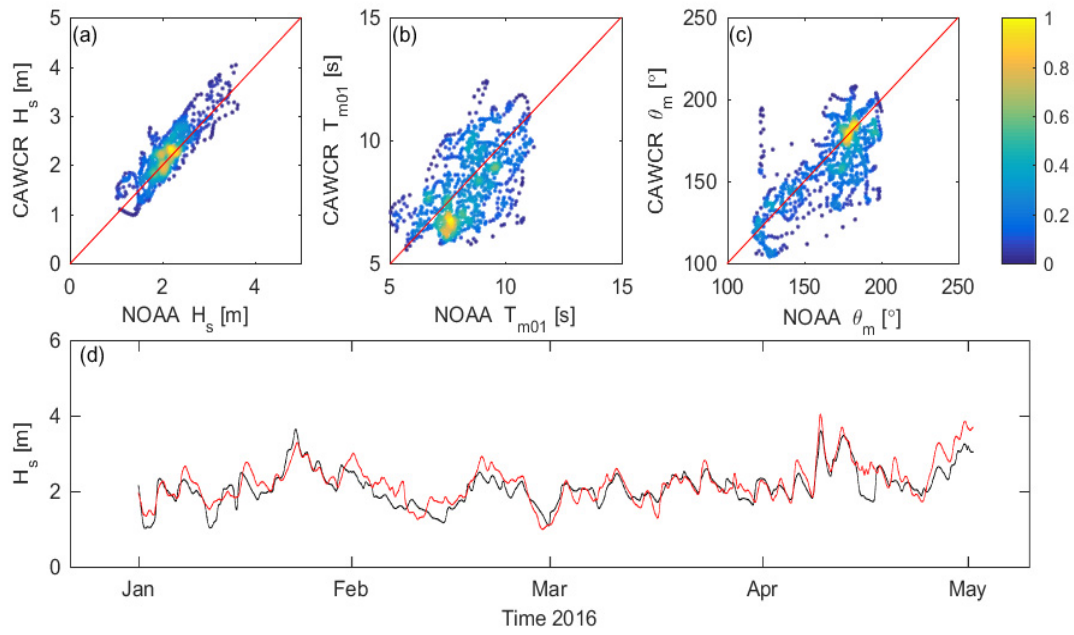 (a)
CAWCR H_s [m]
5
4
3
2
1
0
0 2 4
NOAA H_s [m]
(b)
CAWCR T_m01 [s]
15
10
5
5 10 15
NOAA T_m01 [s]
(c)
CAWCR θ_m [°]
250
200
150
100
100 150 200 250
NOAA θ_m [°]
1
0.8
0.6
0.4
0.2
0
(d)
H_s [m]
6
4
2
0
Jan Feb Mar Apr May
Time 2016